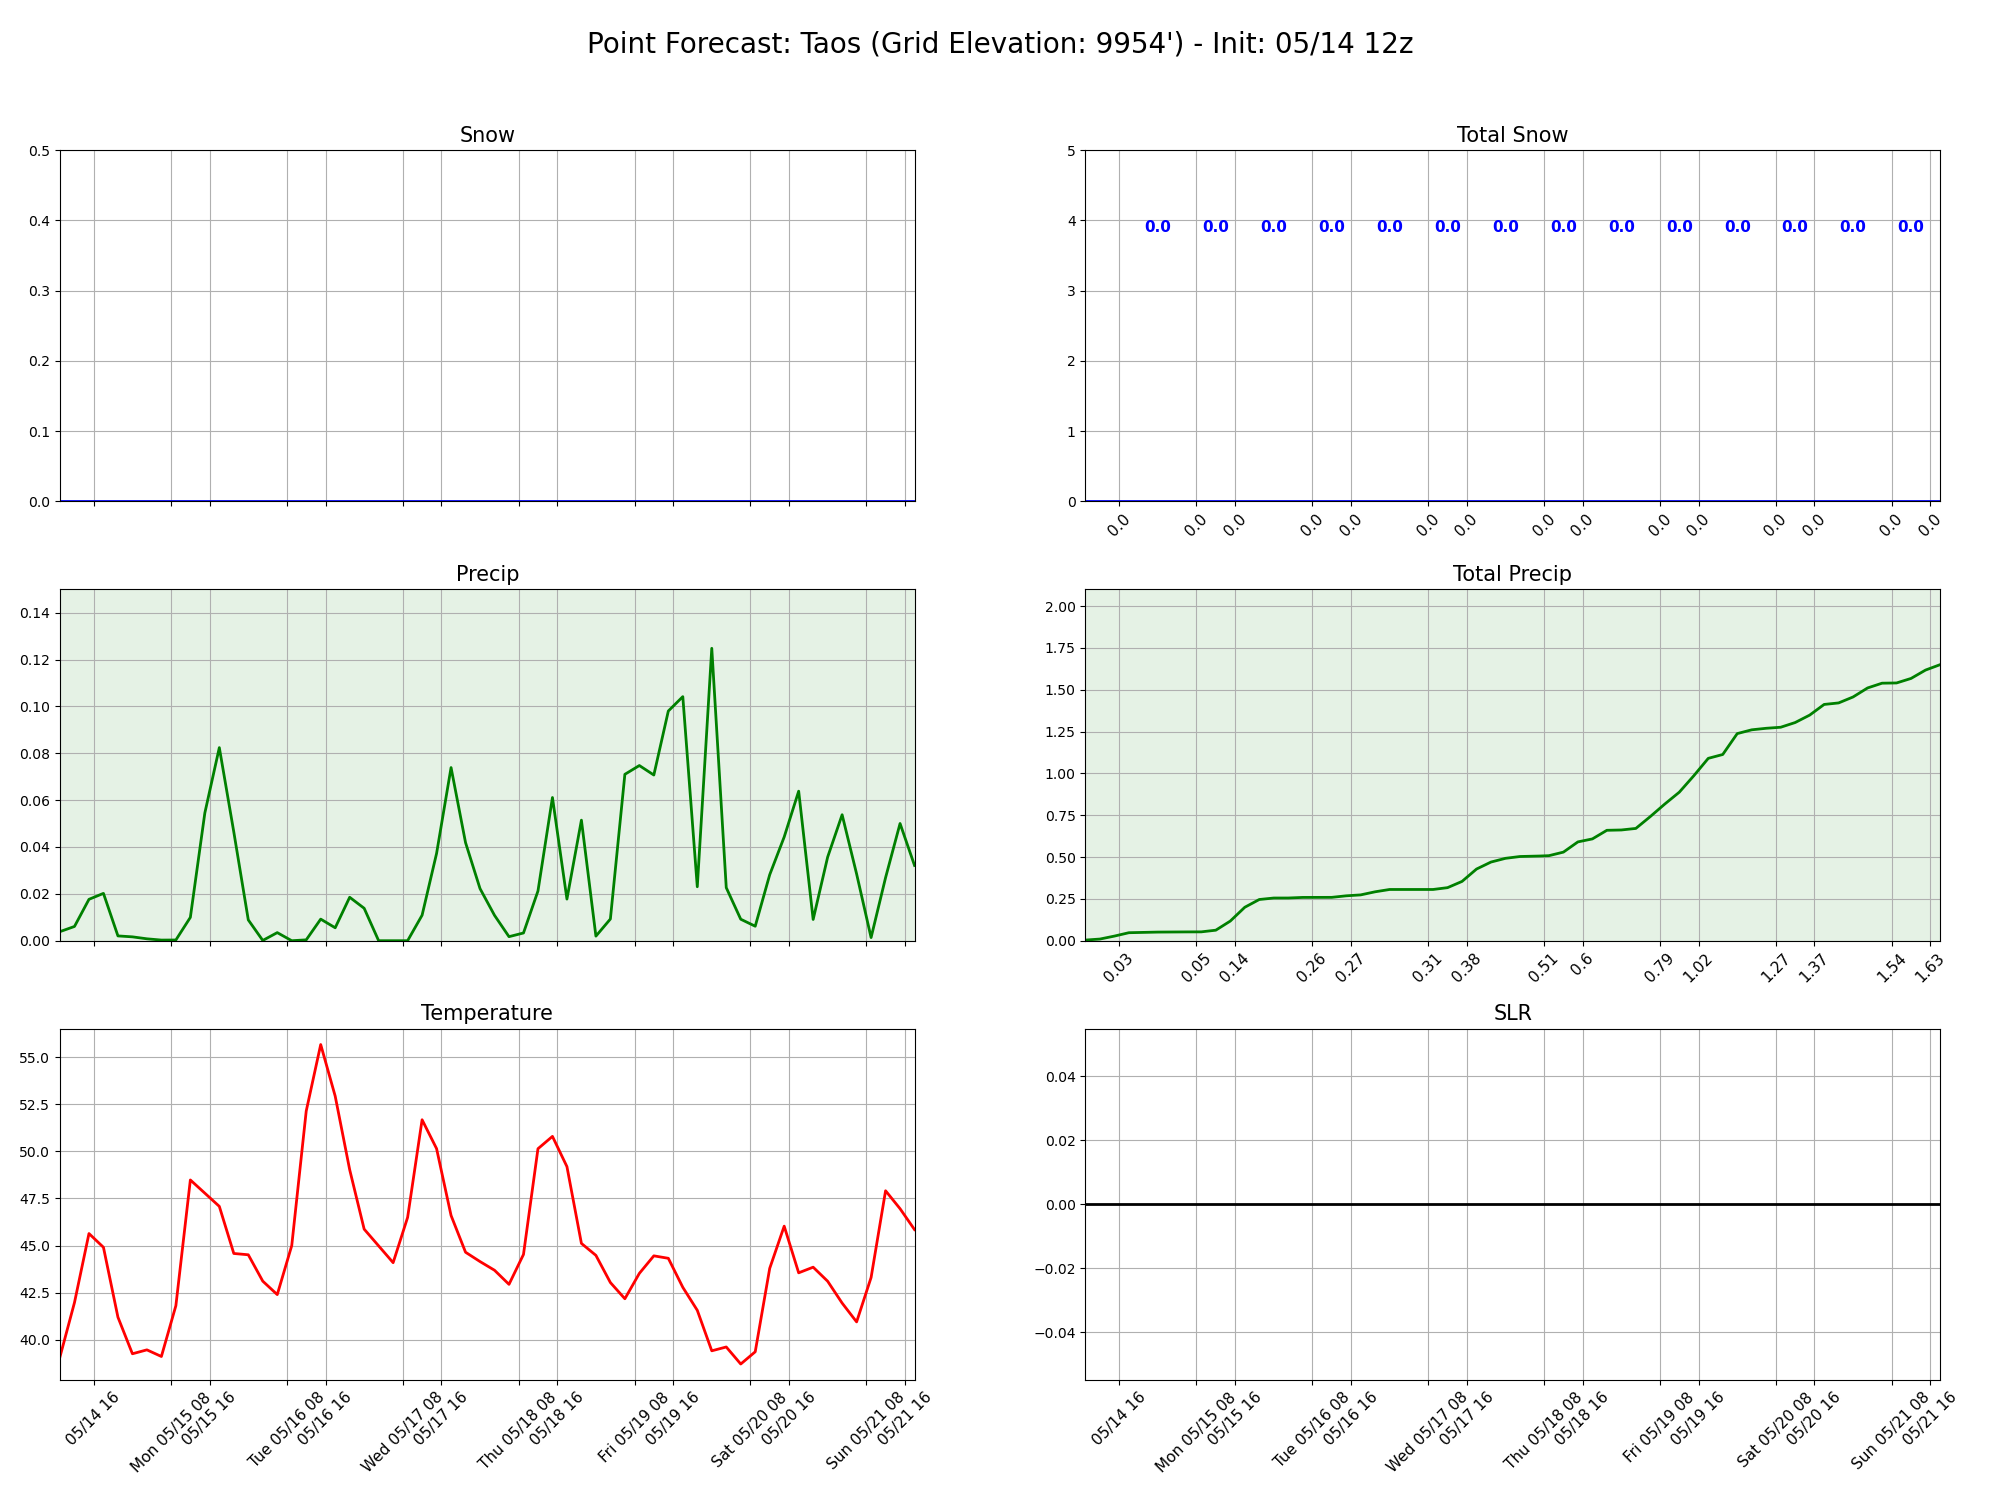 Point Forecast: Taos (Grid Elevation: 9954') - Init: 05/14 12z
Snow
0.5
0.4
0.3
0.2
0.1
0.0
Total Snow
5
4
3
2
1
0
0.0 0.0 0.0 0.0 0.0 0.0 0.0 0.0 0.0 0.0 0.0 0.0 0.0 0.0
0.0 0.0 0.0 0.0 0.0 0.0 0.0 0.0 0.0 0.0 0.0 0.0 0.0 0.0 0.0
Precip
0.14
0.12
0.10
0.08
0.06
0.04
0.02
0.00
Total Precip
2.00
1.75
1.50
1.25
1.00
0.75
0.50
0.25
0.00
0.03 0.05 0.14 0.26 0.27 0.31 0.38 0.51 0.6 0.79 1.02 1.27 1.37 1.54 1.63
Temperature
55.0
52.5
50.0
47.5
45.0
42.5
40.0
05/14 16
Mon 05/15 08
05/15 16
Tue 05/16 08
05/16 16
Wed 05/17 08
05/17 16
Thu 05/18 08
05/18 16
Fri 05/19 08
05/19 16
Sat 05/20 08
05/20 16
Sun 05/21 08
05/21 16
SLR
0.04
0.02
0.00
−0.02
−0.04
05/14 16
Mon 05/15 08
05/15 16
Tue 05/16 08
05/16 16
Wed 05/17 08
05/17 16
Thu 05/18 08
05/18 16
Fri 05/19 08
05/19 16
Sat 05/20 08
05/20 16
Sun 05/21 08
05/21 16